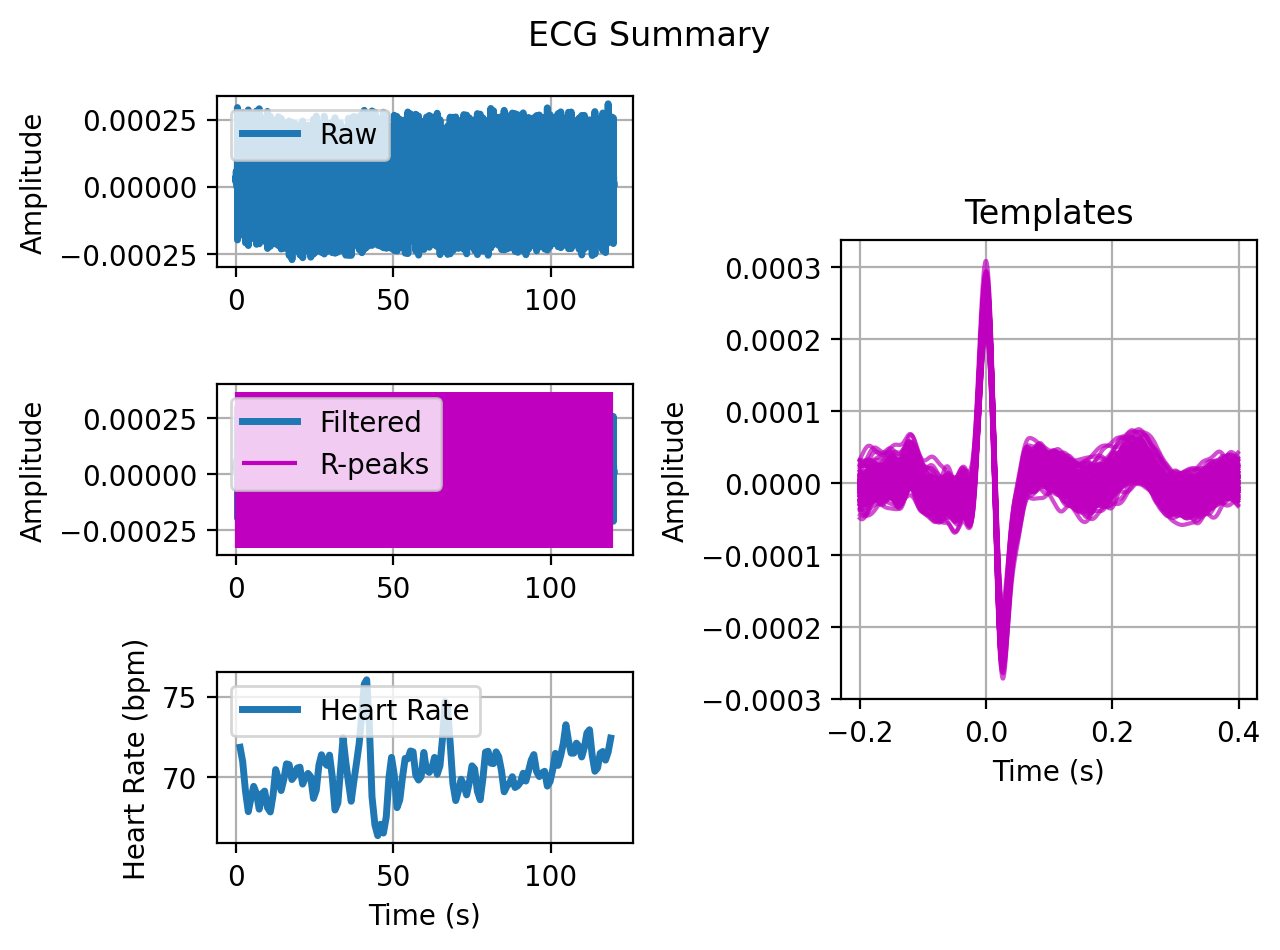 ECG Summary
Amplitude
0.00025
0.00000
−0.00025
Raw
0
50
100
Amplitude
0.00025
0.00000
−0.00025
Filtered
R-peaks
0
50
100
Heart Rate (bpm)
75
70
Heart Rate
0
50
100
Time (s)
Templates
Amplitude
0.0003
0.0002
0.0001
0.0000
−0.0001
−0.0002
−0.0003
−0.2
0.0
0.2
0.4
Time (s)